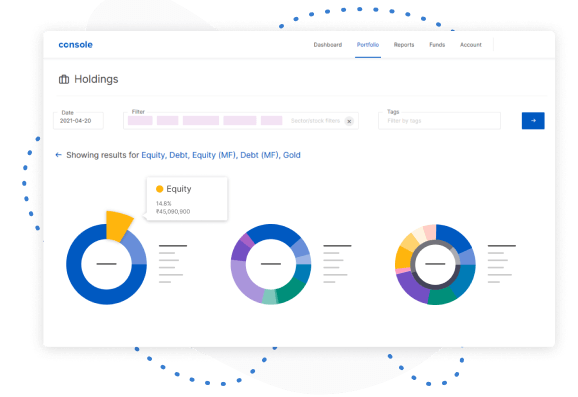 console
Dashboard Portfolio Reports Funds Account
Holdings
Date
2021-04-20
Filter
Sector/stock filters
Tags
Filter by tags
← Showing results for Equity, Debt, Equity (MF), Debt (MF), Gold
Equity
14.8%
₹45,090,900